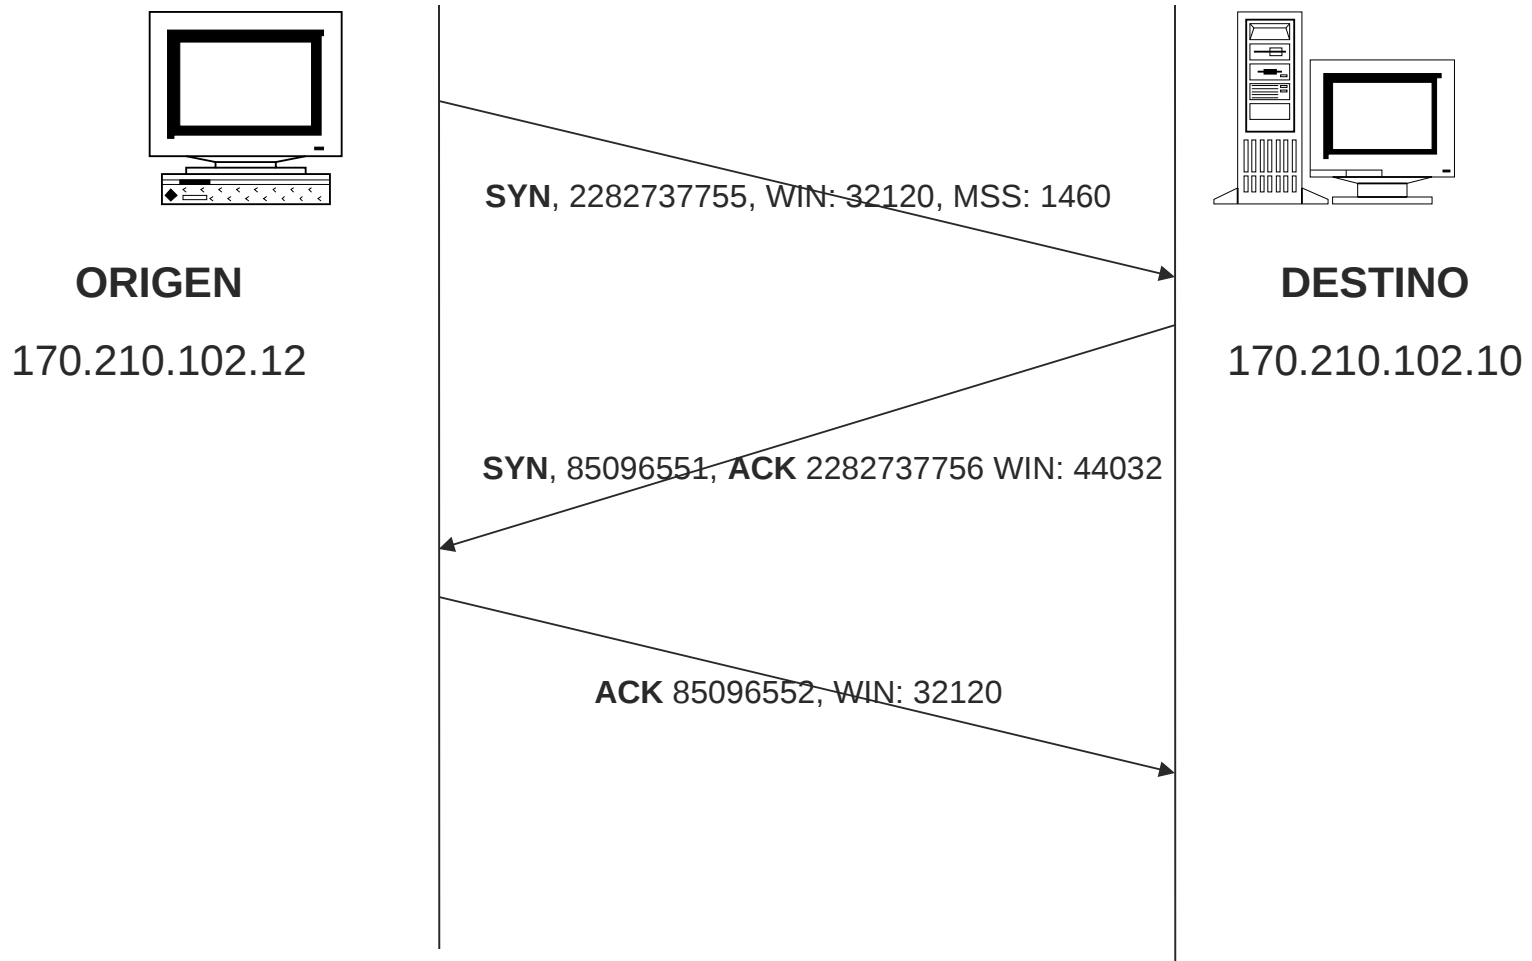 SYN, 2282737755, WIN: 32120, MSS: 1460
ORIGEN
DESTINO
170.210.102.12
170.210.102.10
SYN, 85096551, ACK 2282737756 WIN: 44032
ACK 85096552, WIN: 32120